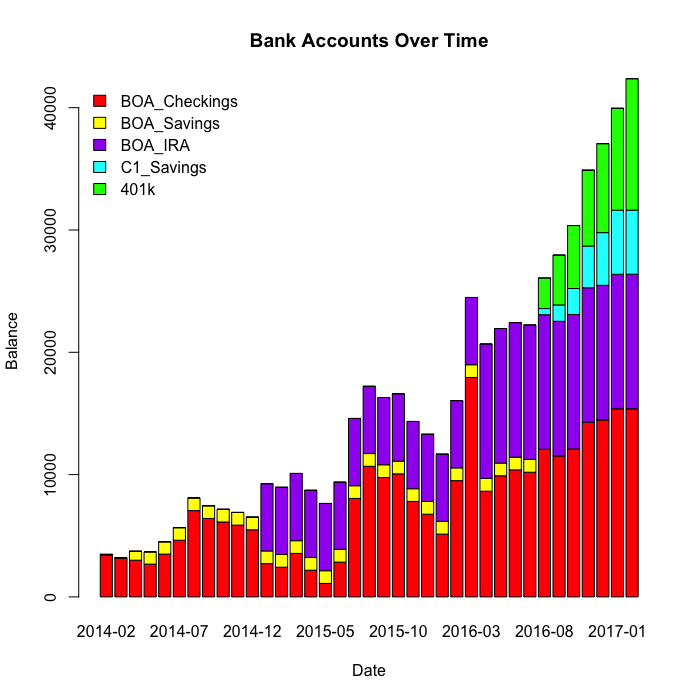 Bank Accounts Over Time
BOA_Checkings
BOA_Savings
BOA_IRA
C1_Savings
401k
Balance
40000
30000
20000
10000
0
2014-02 2014-07 2014-12 2015-05 2015-10 2016-03 2016-08 2017-01
Date